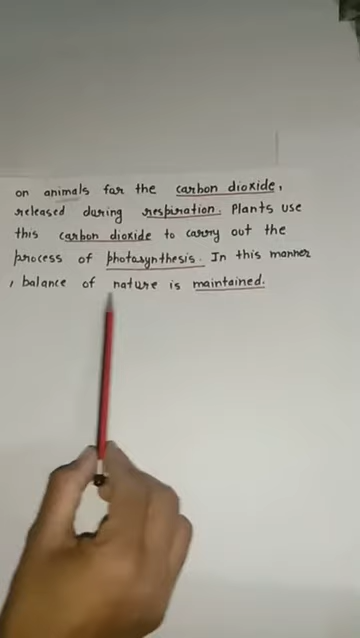 on animals for the carbon dioxide,
released during respiration. Plants use
this carbon dioxide to carry out the
process of photosynthesis. In this manner
, balance of nature is maintained.